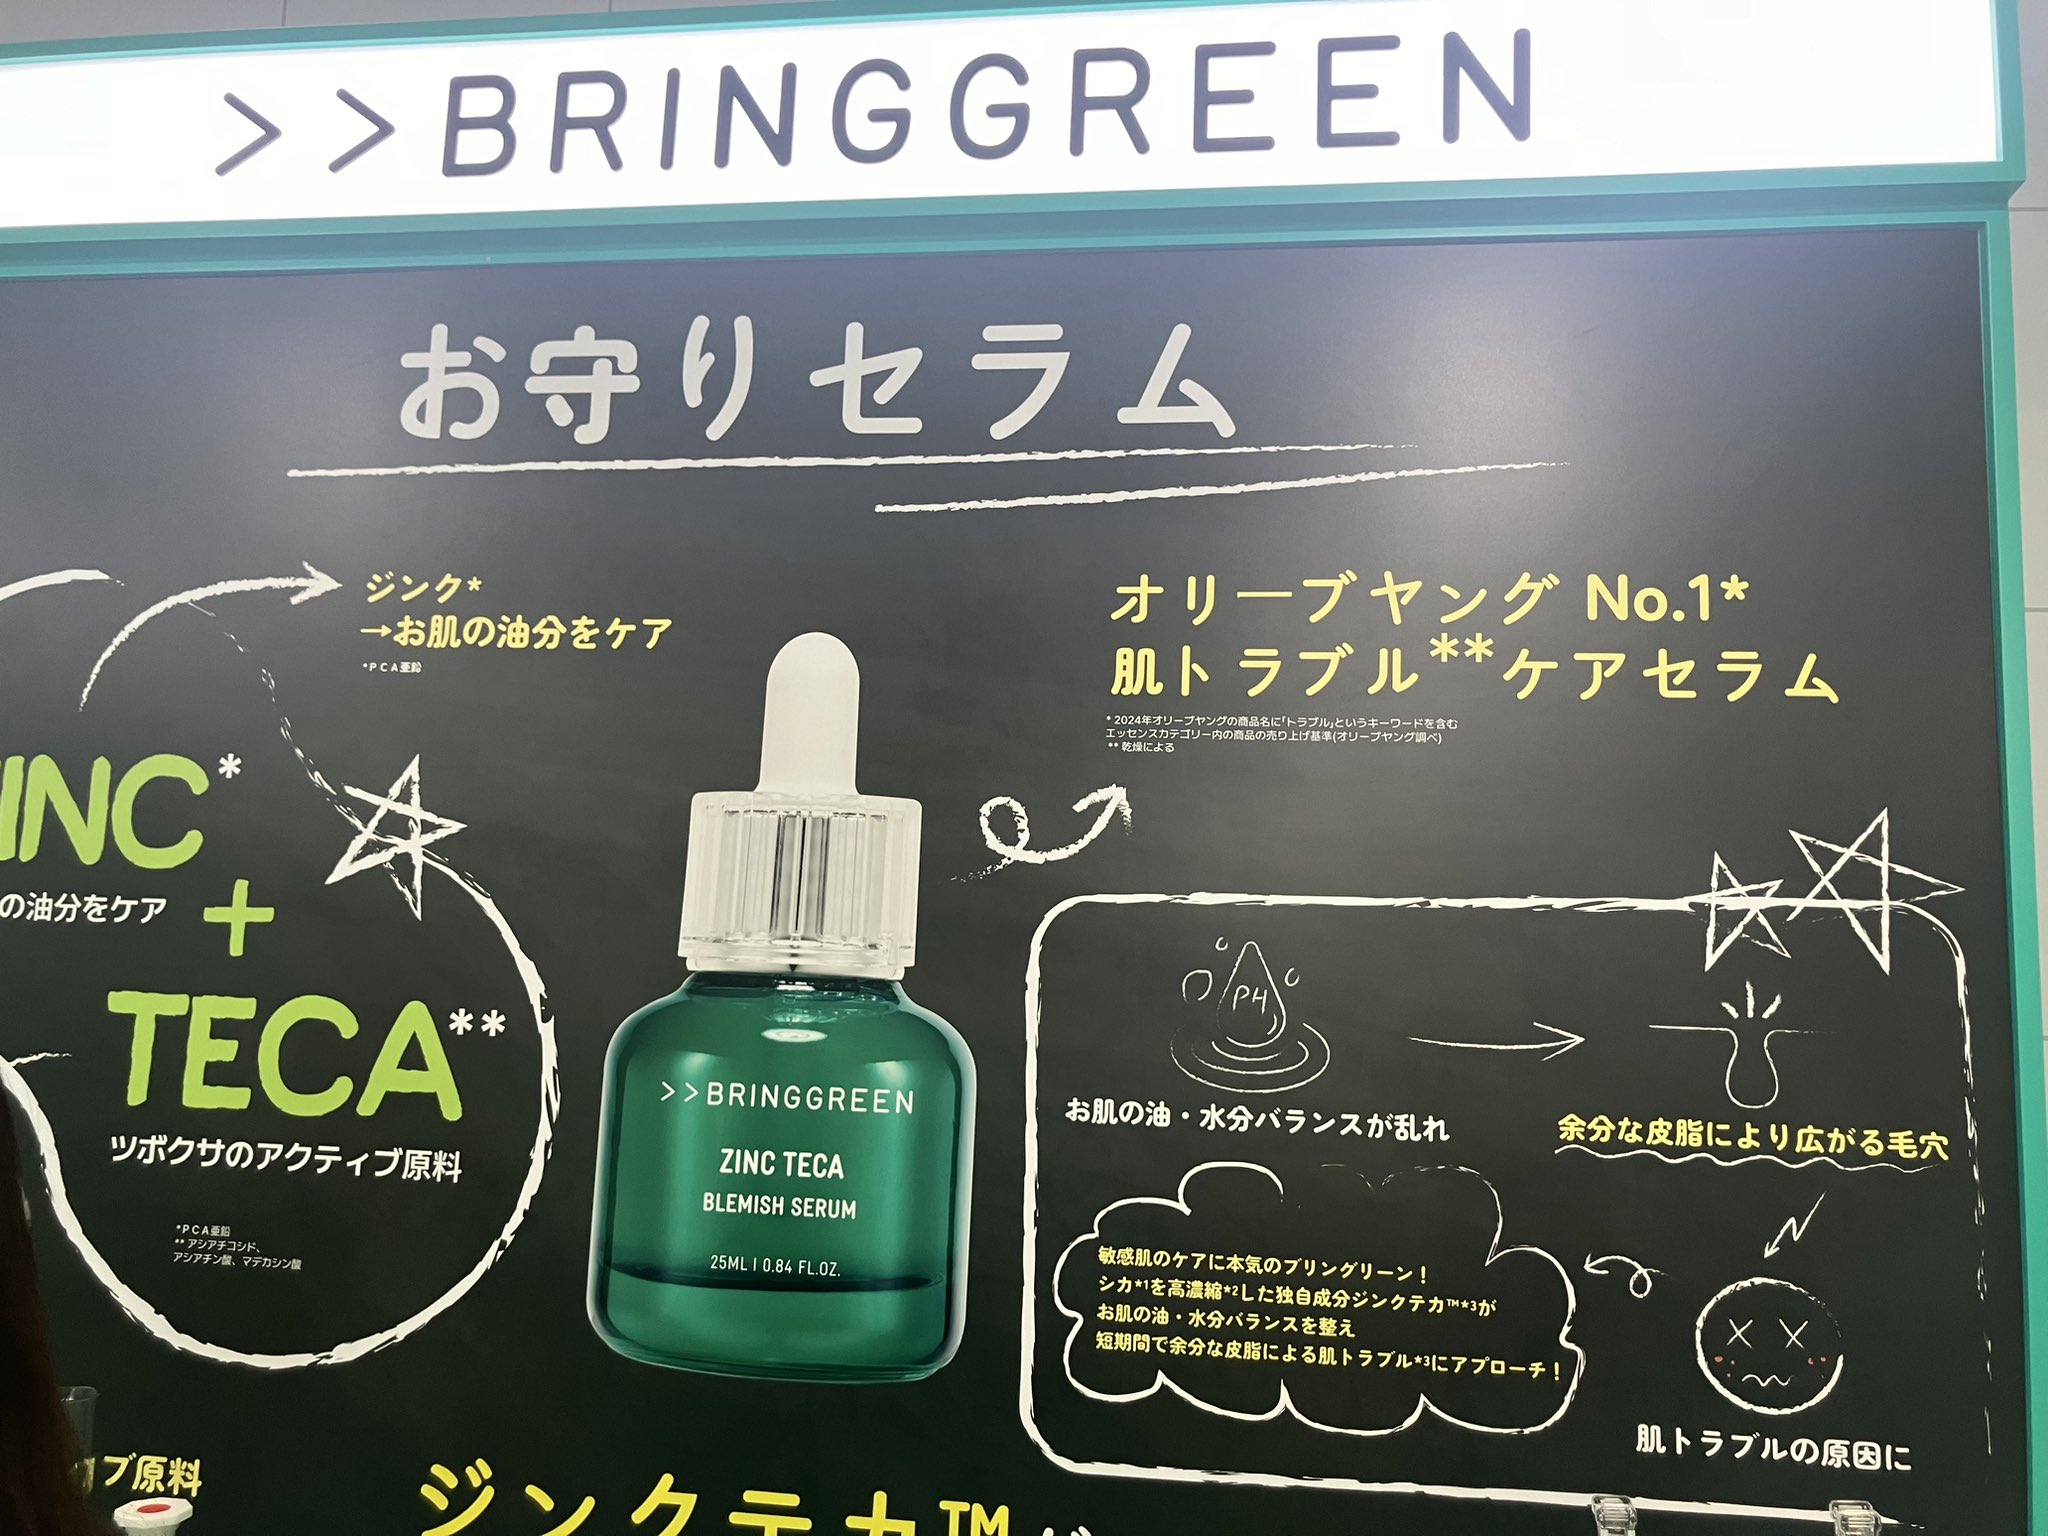 >>BRINGGREEN
お守りセラム
ジンク*
→お肌の油分をケア
*PCA亜鉛
INC*
の油分をケア
+
TECA**
ツボクサのアクティブ原料
*PCA亜鉛
**アシアチコシド、
アシアチン酸、マデカシン酸
オリーブヤング No.1*
肌トラブル**ケアセラム
* 2024年オリーブヤングの商品名に「トラブル」というキーワードを含む
エッセンスカテゴリー内の商品の売り上げ基準(オリーブヤング調べ)
** 乾燥による
>>BRINGGREEN
ZINC TECA
BLEMISH SERUM
25ML | 0.84 FL.OZ.
PH
お肌の油・水分バランスが乱れ
余分な皮脂により広がる毛穴
敏感肌のケアに本気のブリングリーン！
シカ*1を高濃縮*2した独自成分ジンクテカ™*3が
お肌の油・水分バランスを整え
短期間で余分な皮脂による肌トラブル*3にアプローチ！
肌トラブルの原因に
ブ原料
ジンクテカ™